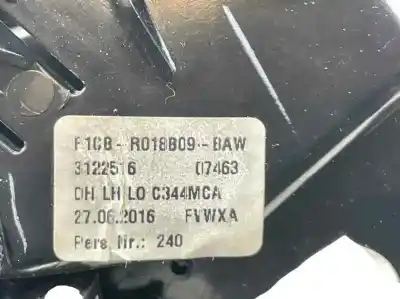 F1CB-R018B09-BAW
3122516 07463
DH LH LO C344MCA
27.06.2016 FVWXA
Pers. Nr.: 240